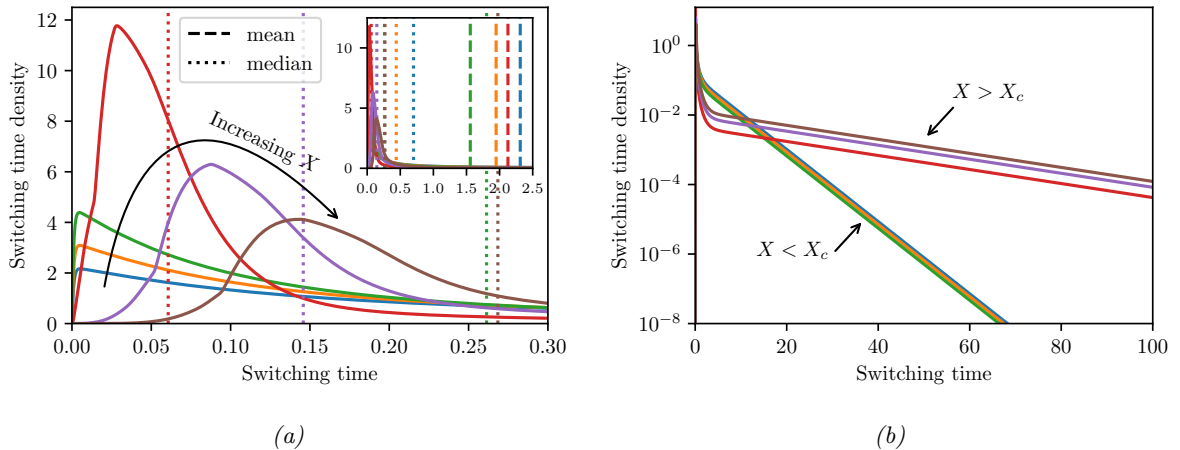 mean
median
Increasing X
12
10
8
6
4
2
0
Switching time density
0.00 0.05 0.10 0.15 0.20 0.25 0.30
Switching time
10
5
0
0.0 0.5 1.0 1.5 2.0 2.5
(a)
10^0
10^−2
10^−4
10^−6
10^−8
Switching time density
X > X_c
X < X_c
0 20 40 60 80 100
Switching time
(b)